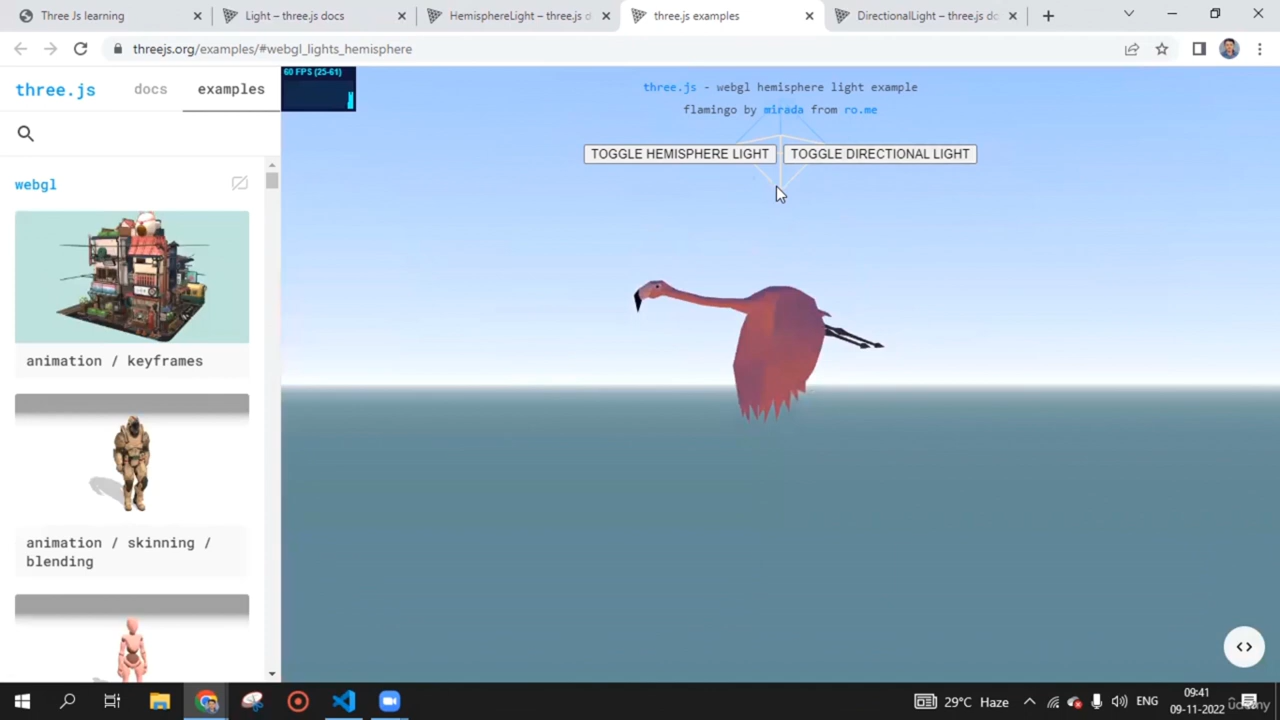 Three Js learning
Light – three.js docs
HemisphereLight – three.js d
three.js examples
DirectionalLight – three.js do
threejs.org/examples/#webgl_lights_hemisphere
three.js
docs
examples
60 FPS (25-61)
three.js - webgl hemisphere light example
flamingo by mirada from ro.me
TOGGLE HEMISPHERE LIGHT
TOGGLE DIRECTIONAL LIGHT
webgl
animation / keyframes
animation / skinning /
blending
29°C Haze
ENG
09:41
09-11-2022
ûdemy